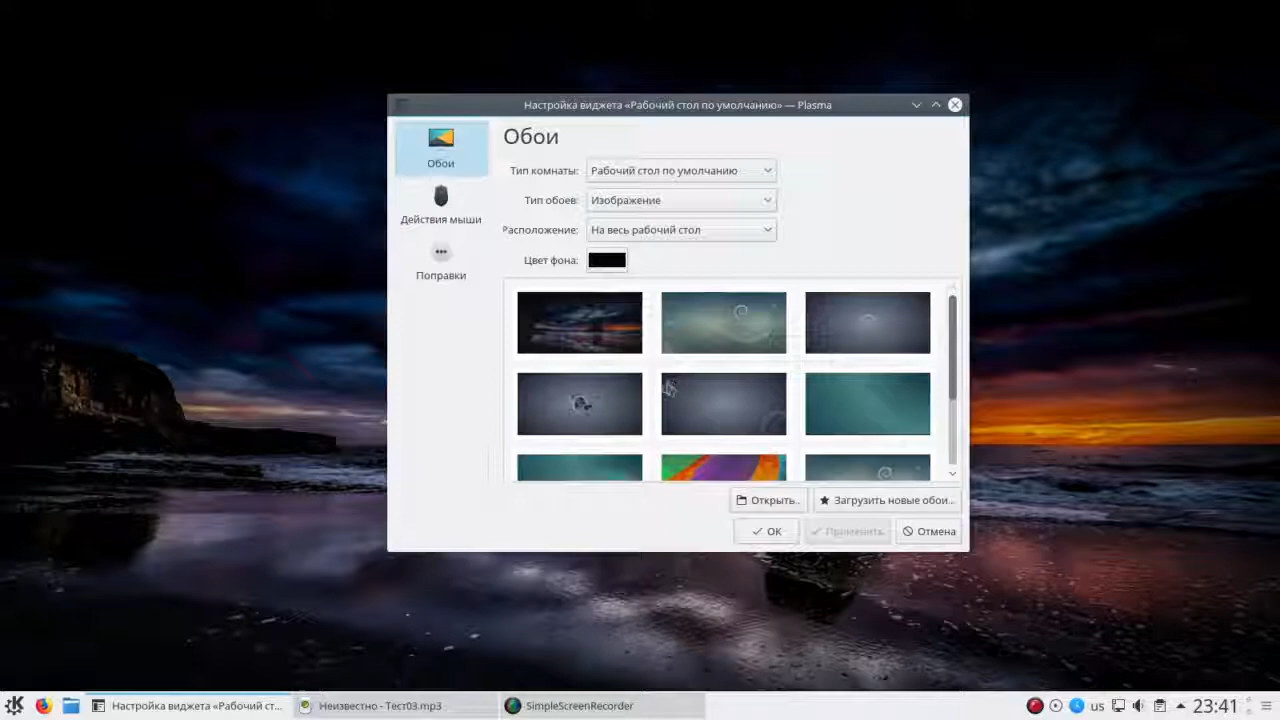 Настройка виджета «Рабочий стол по умолчанию» — Plasma
Обои
Действия мыши
Поправки
Обои
Тип комнаты: Рабочий стол по умолчанию
Тип обоев: Изображение
Расположение: На весь рабочий стол
Цвет фона:
Открыть..
Загрузить новые обои...
ОК
Применить
Отмена
Настройка виджета «Рабочий ст...
Неизвестно - Тест03.mp3
SimpleScreenRecorder
us
23:41